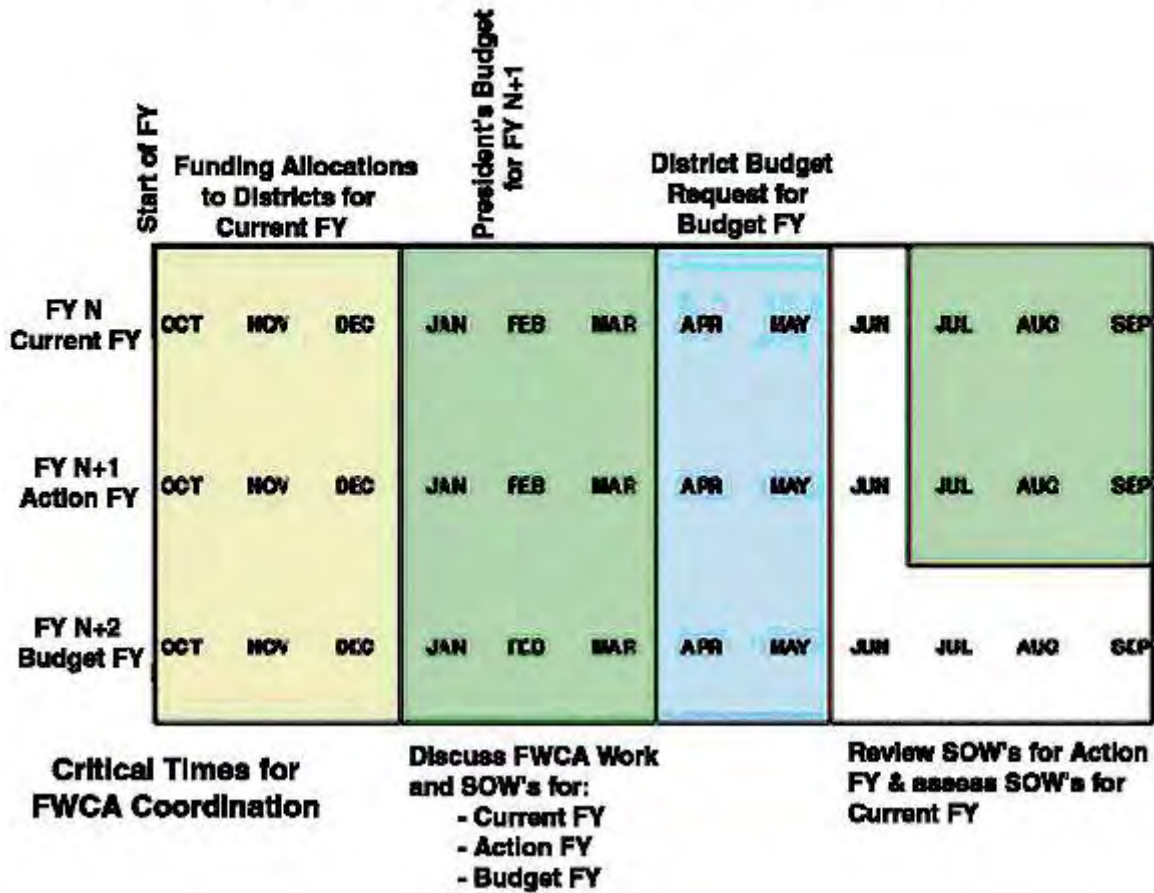 Start of FY
Funding Allocations
to Districts for
Current FY
President's Budget
for FY N+1
District Budget
Request for
Budget FY
FY N
Current FY
OCT NOV DEC JAN FEB MAR APR MAY JUN JUL AUG SEP
FY N+1
Action FY
OCT NOV DEC JAN FEB MAR APR MAY JUN JUL AUG SEP
FY N+2
Budget FY
OCT NOV DEC JAN FEB MAR APR MAY JUN JUL AUG SEP
Critical Times for
FWCA Coordination
Discuss FWCA Work
and SOW's for:
- Current FY
- Action FY
- Budget FY
Review SOW's for Action
FY & assess SOW's for
Current FY